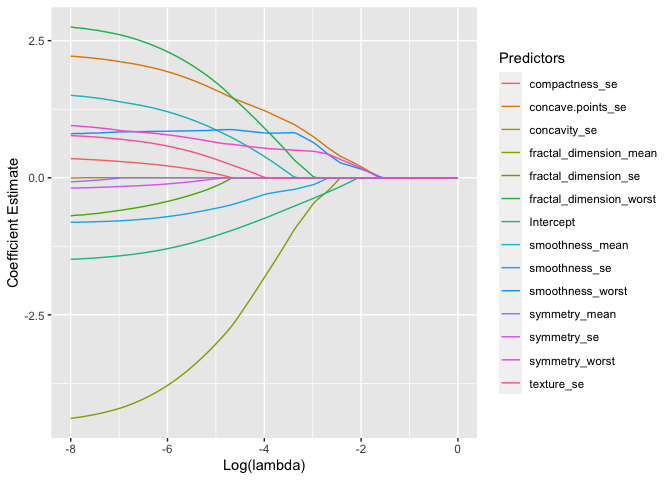 Coefficient Estimate
2.5
0.0
-2.5
-8
-6
-4
-2
0
Log(lambda)
Predictors
compactness_se
concave.points_se
concavity_se
fractal_dimension_mean
fractal_dimension_se
fractal_dimension_worst
Intercept
smoothness_mean
smoothness_se
smoothness_worst
symmetry_mean
symmetry_se
symmetry_worst
texture_se